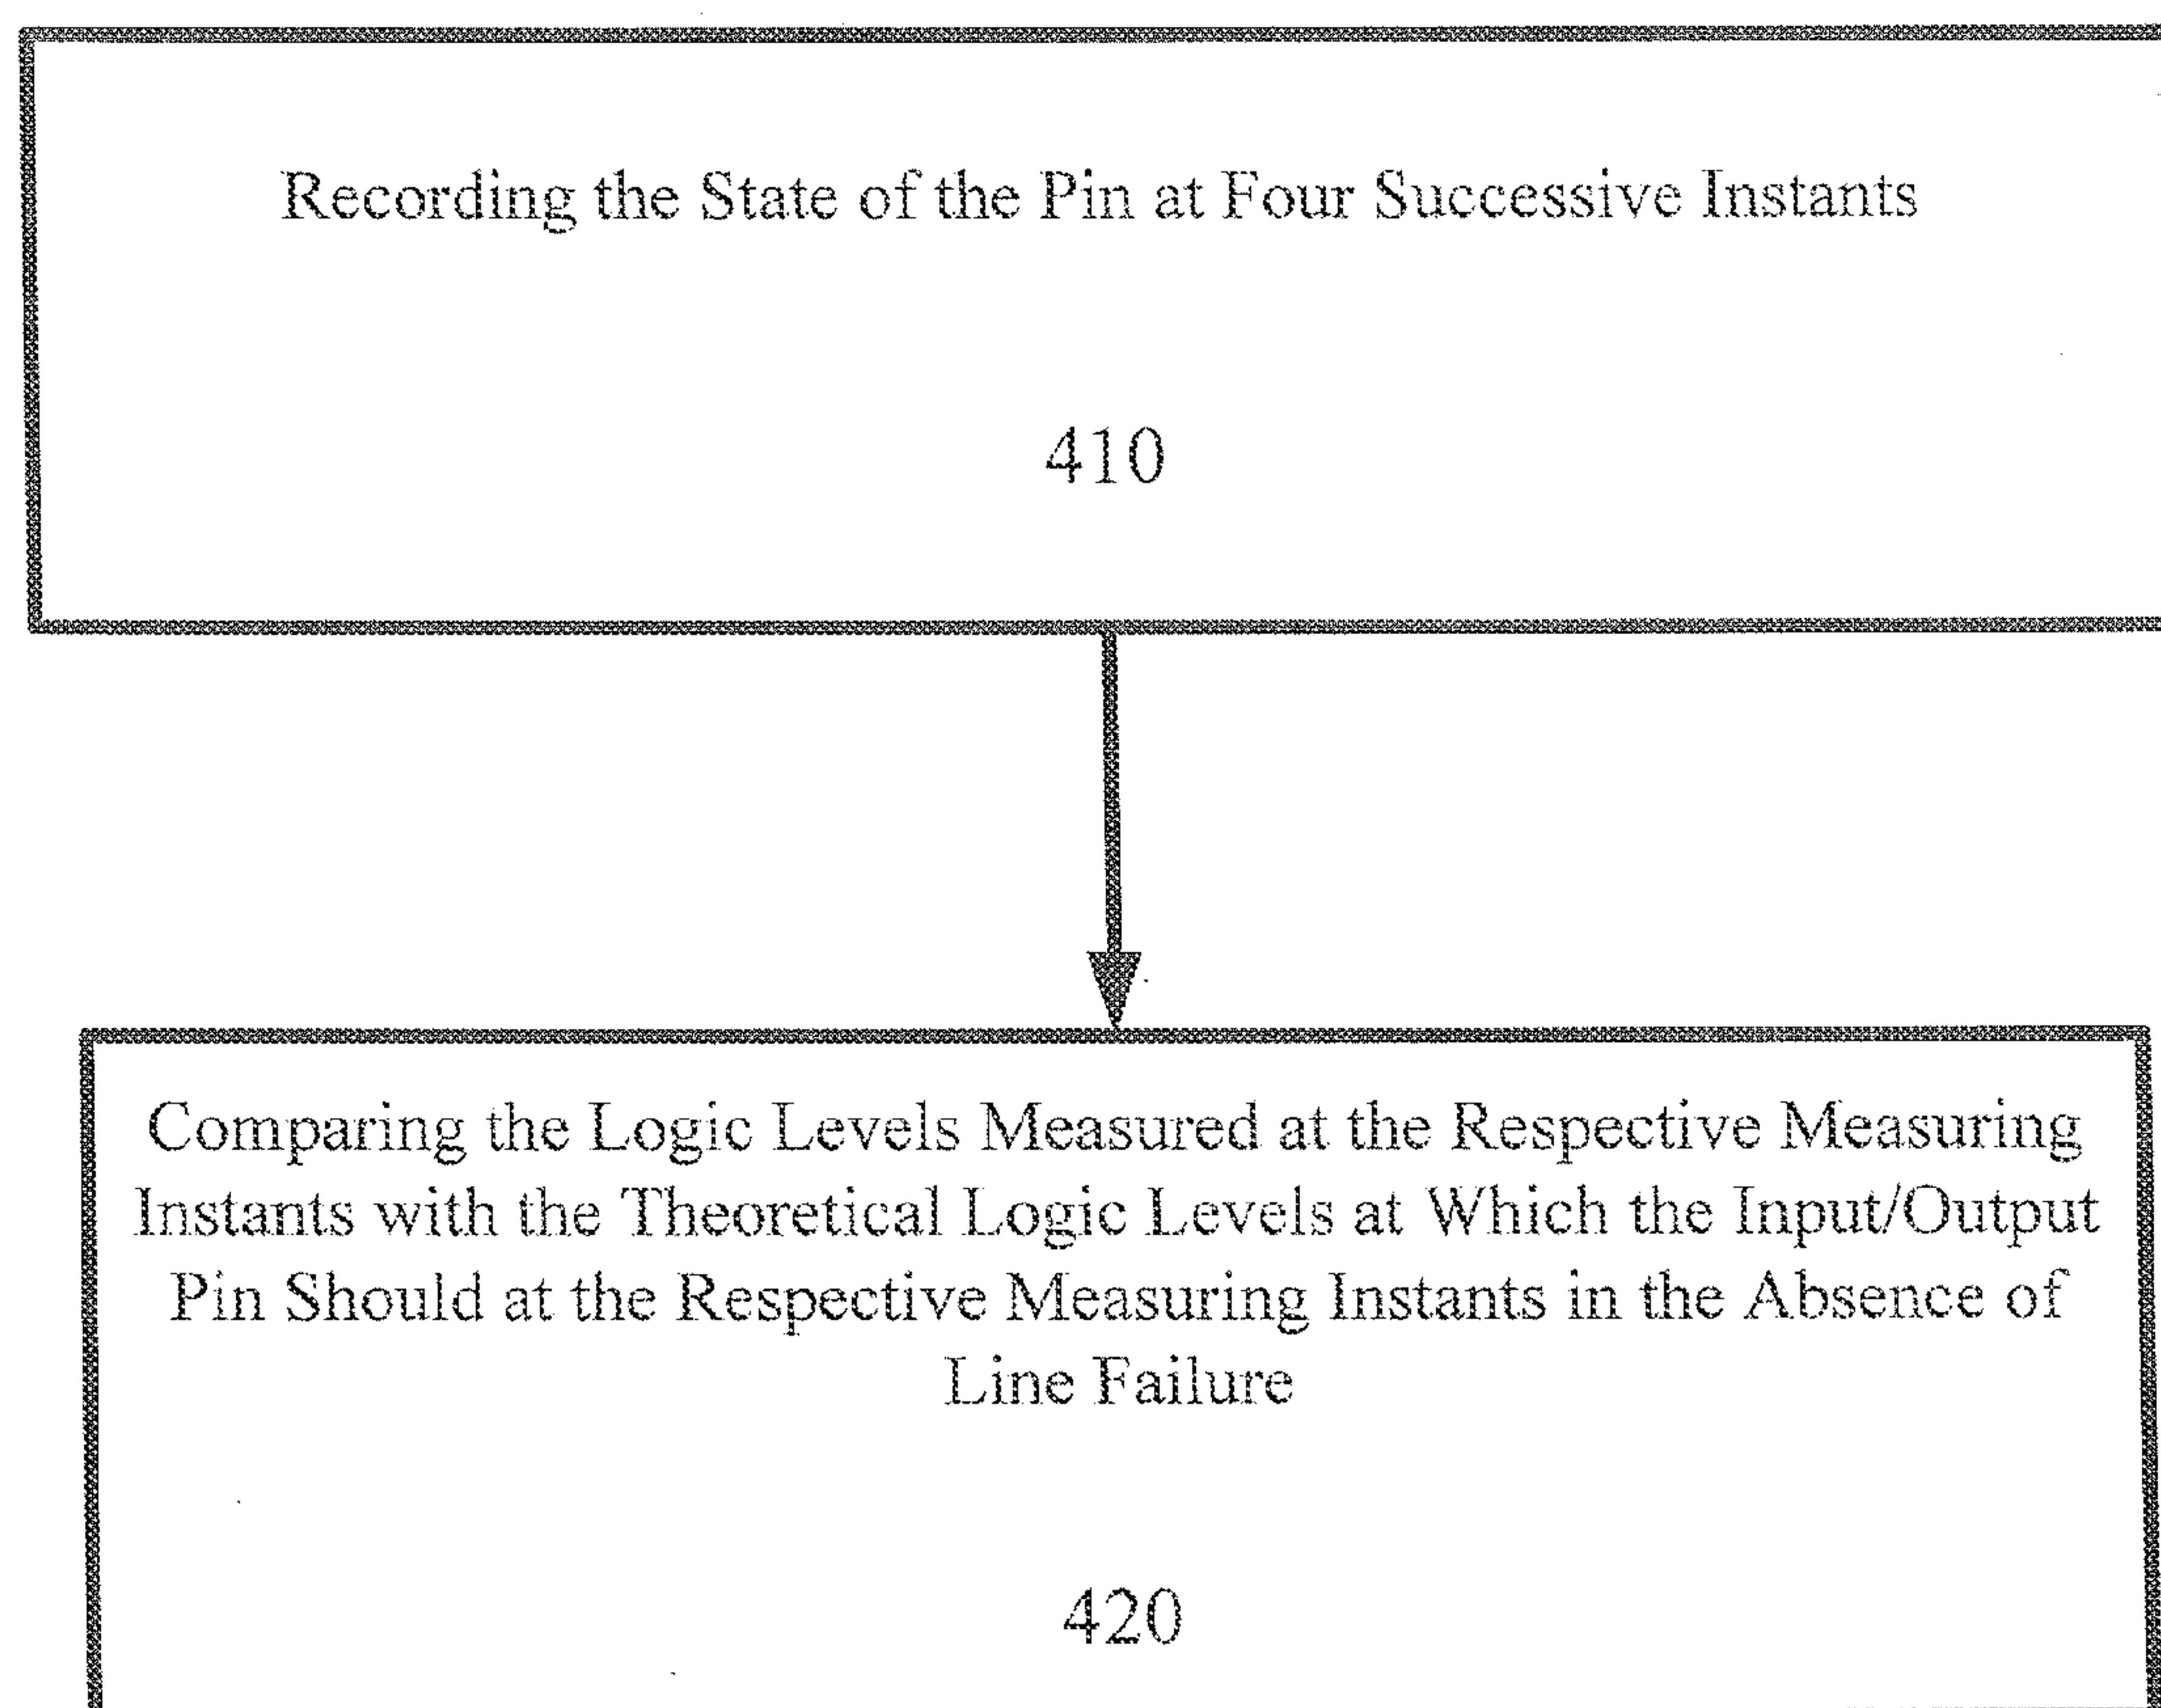 Recording the State of the Pin at Four Successive Instants
410
Comparing the Logic Levels Measured at the Respective Measuring
Instants with the Theoretical Logic Levels at Which the Input/Output
Pin Should at the Respective Measuring Instants in the Absence of
Line Failure
420